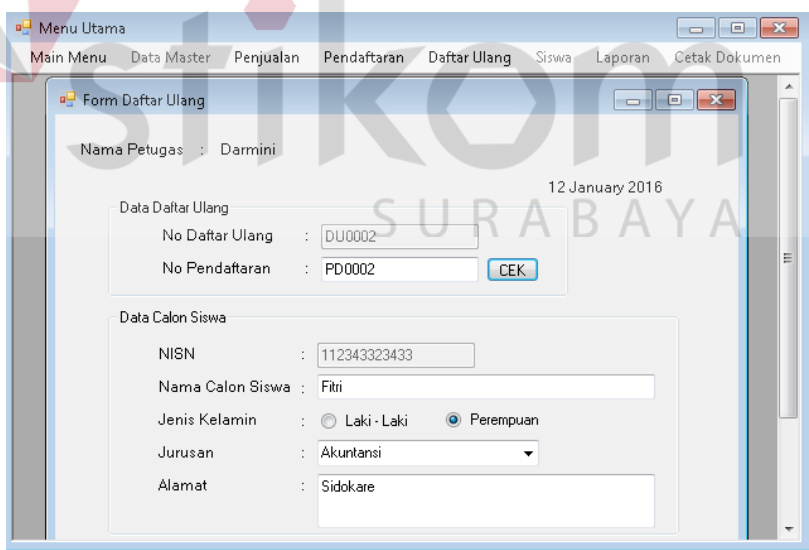 Menu Utama
Main Menu Data Master Penjualan Pendaftaran Daftar Ulang Siswa Laporan Cetak Dokumen
Form Daftar Ulang
Nama Petugas : Darmini
12 January 2016
Data Daftar Ulang
No Daftar Ulang : DU0002
No Pendaftaran : PD0002 CEK
Data Calon Siswa
NISN : 112343323433
Nama Calon Siswa : Fitri
Jenis Kelamin : Laki - Laki Perempuan
Jurusan : Akuntansi
Alamat : Sidokare
stikom
SURABAYA